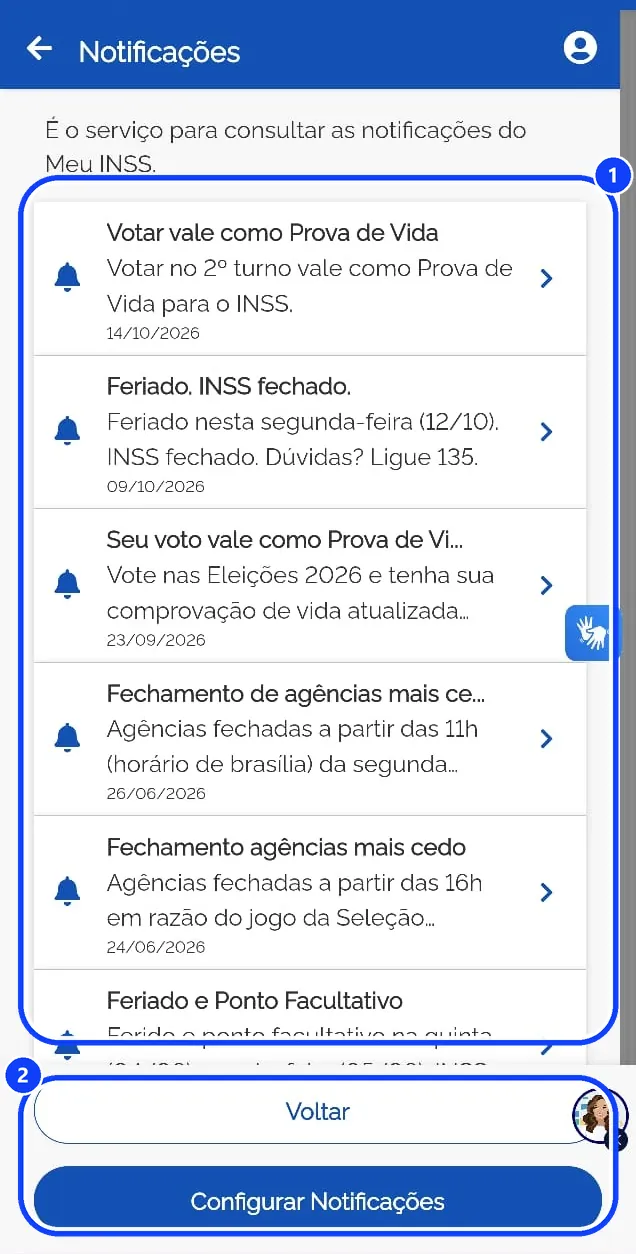 Notificações
É o serviço para consultar as notificações do
Meu INSS.
1
Votar vale como Prova de Vida
Votar no 2º turno vale como Prova de
Vida para o INSS.
14/10/2026
Feriado. INSS fechado.
Feriado nesta segunda-feira (12/10).
INSS fechado. Dúvidas? Ligue 135.
09/10/2026
Seu voto vale como Prova de Vi...
Vote nas Eleições 2026 e tenha sua
comprovação de vida atualizada...
23/09/2026
Fechamento de agências mais ce...
Agências fechadas a partir das 11h
(horário de brasília) da segunda...
26/06/2026
Fechamento agências mais cedo
Agências fechadas a partir das 16h
em razão do jogo da Seleção...
24/06/2026
Feriado e Ponto Facultativo
2
Voltar
Configurar Notificações